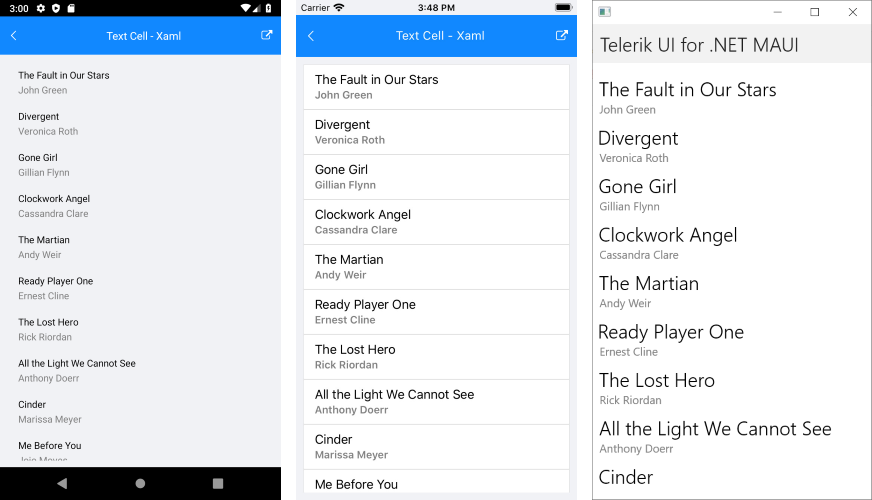 3:00
Text Cell - Xaml
The Fault in Our Stars
John Green
Divergent
Veronica Roth
Gone Girl
Gillian Flynn
Clockwork Angel
Cassandra Clare
The Martian
Andy Weir
Ready Player One
Ernest Cline
The Lost Hero
Rick Riordan
All the Light We Cannot See
Anthony Doerr
Cinder
Marissa Meyer
Me Before You
Carrier 3:48 PM
Text Cell - Xaml
The Fault in Our Stars
John Green
Divergent
Veronica Roth
Gone Girl
Gillian Flynn
Clockwork Angel
Cassandra Clare
The Martian
Andy Weir
Ready Player One
Ernest Cline
The Lost Hero
Rick Riordan
All the Light We Cannot See
Anthony Doerr
Cinder
Marissa Meyer
Me Before You
Telerik UI for .NET MAUI
The Fault in Our Stars
John Green
Divergent
Veronica Roth
Gone Girl
Gillian Flynn
Clockwork Angel
Cassandra Clare
The Martian
Andy Weir
Ready Player One
Ernest Cline
The Lost Hero
Rick Riordan
All the Light We Cannot See
Anthony Doerr
Cinder